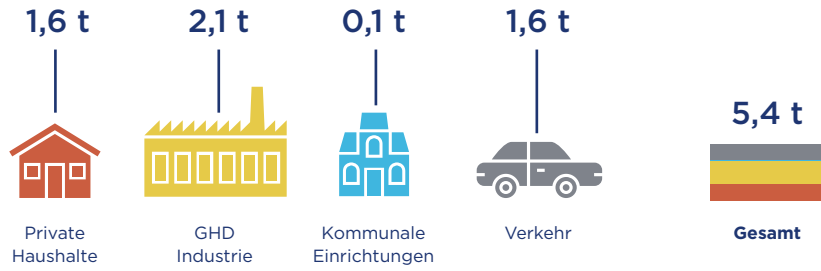 1,6 t
2,1 t
0,1 t
1,6 t
5,4 t
Private
Haushalte
GHD
Industrie
Kommunale
Einrichtungen
Verkehr
Gesamt